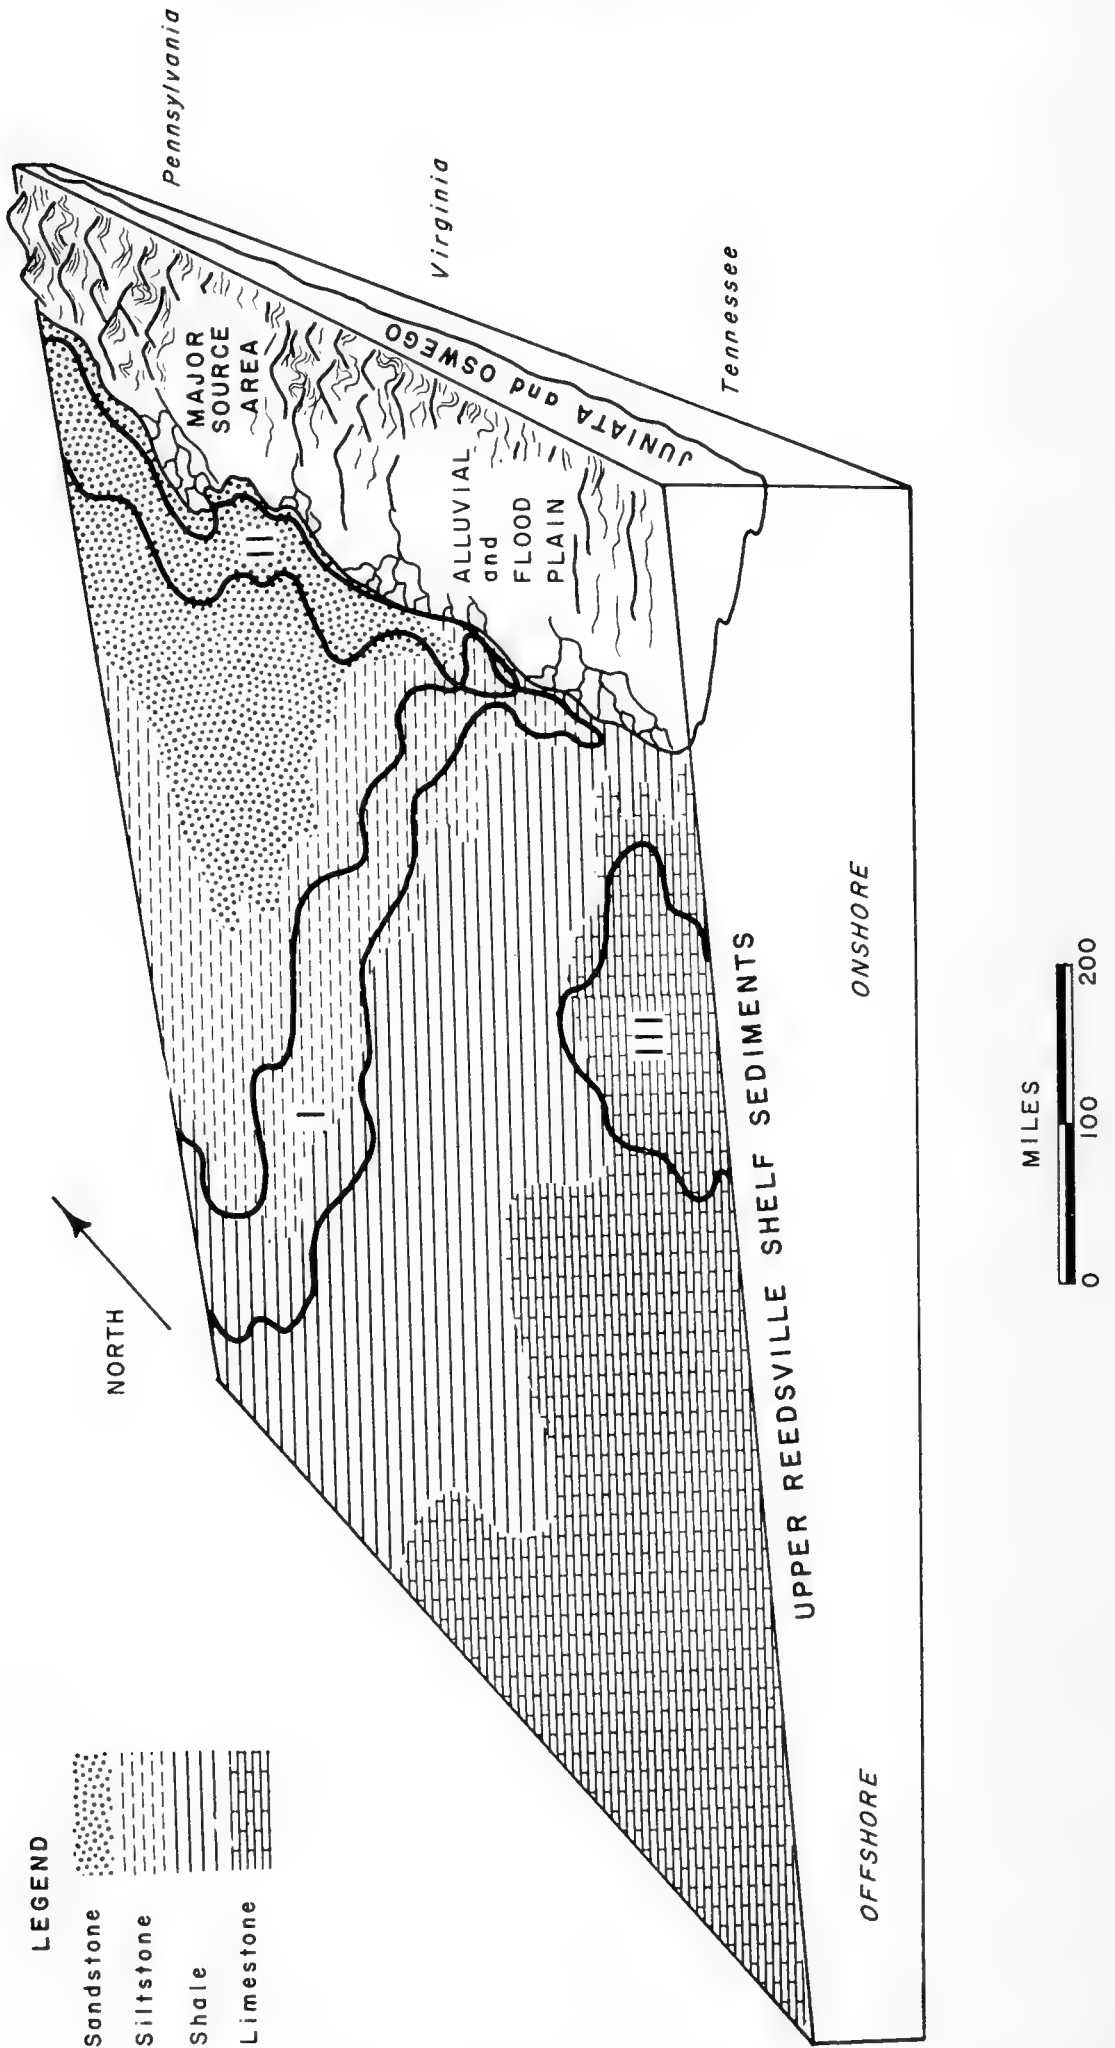 LEGEND
Sandstone
Siltstone
Shale
Limestone
NORTH
Pennsylvania
Virginia
Tennessee
MAJOR
SOURCE
AREA
ALLUVIAL
and
FLOOD
PLAIN
JUNIATA and OSWEGO
I
II
III
UPPER REEDSVILLE SHELF SEDIMENTS
OFFSHORE
ONSHORE
MILES
0 100 200